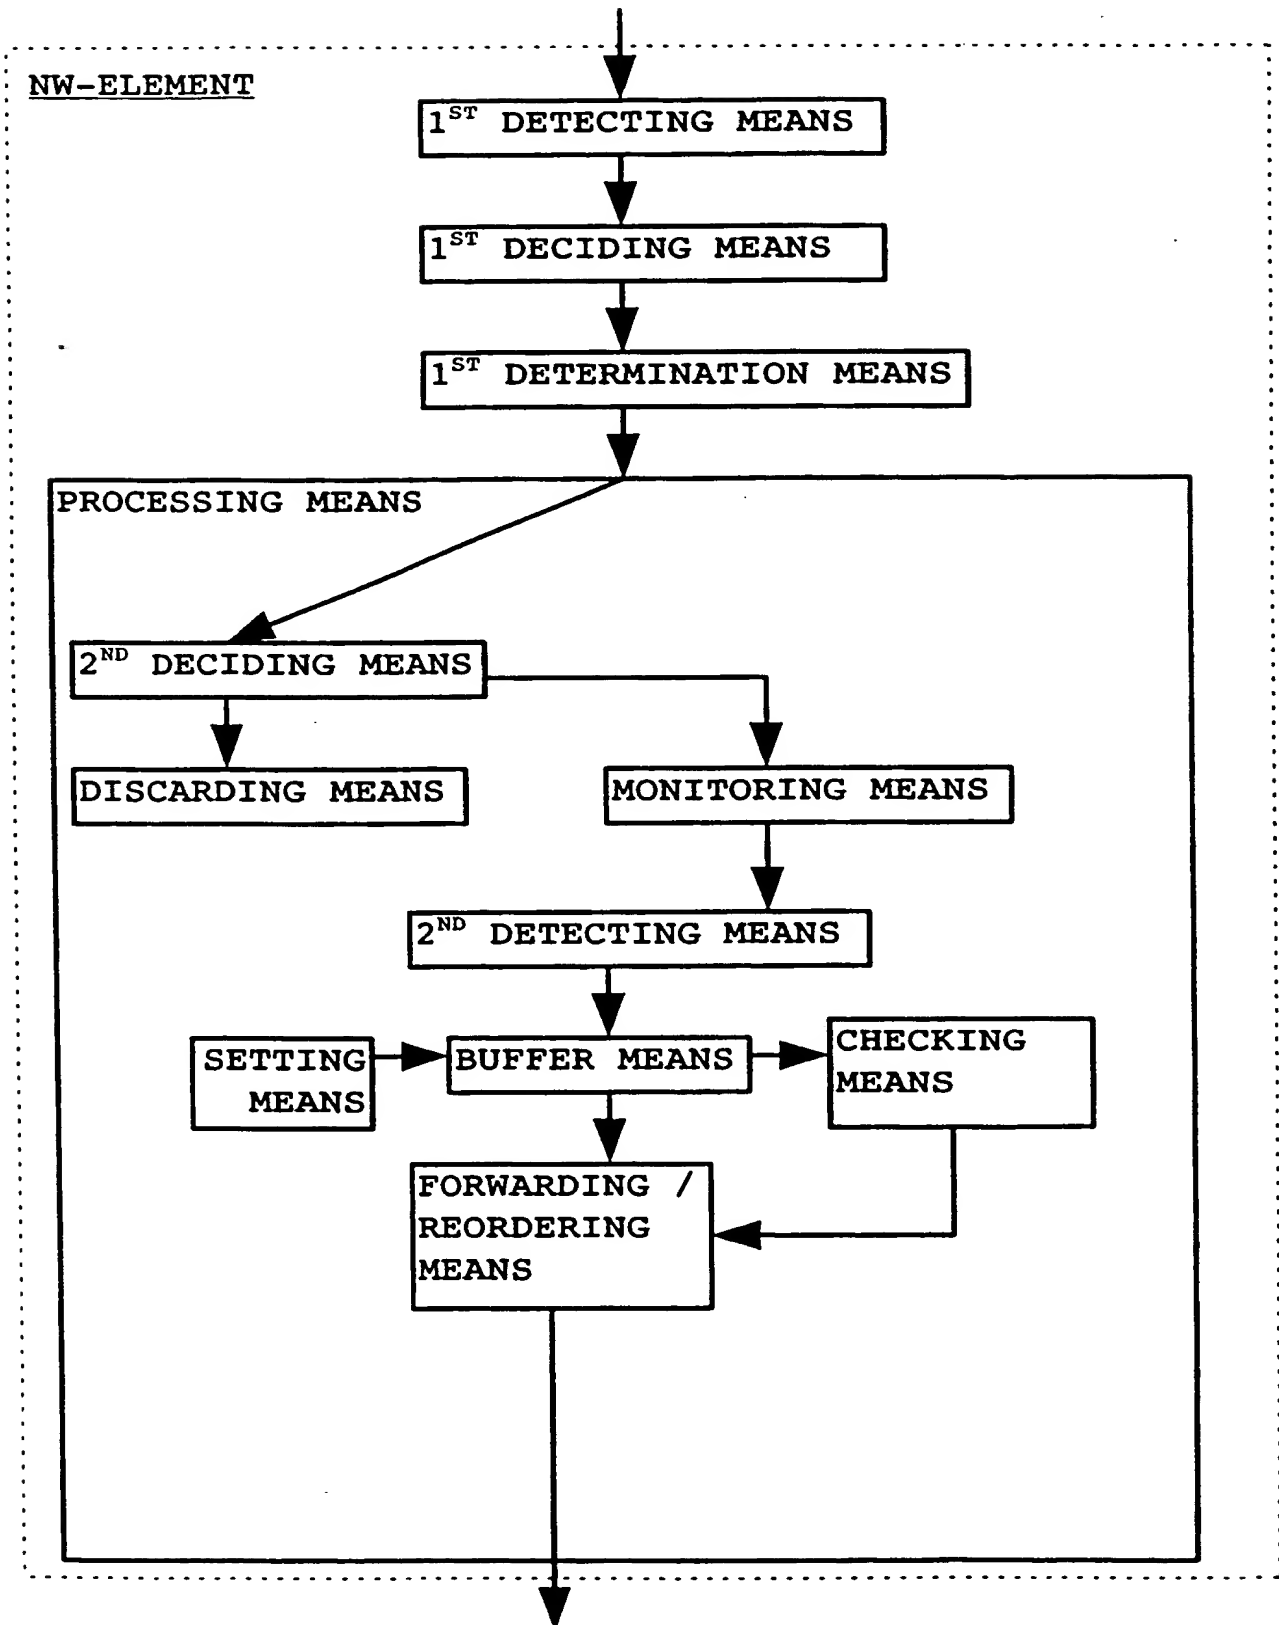 NW-ELEMENT
1ST DETECTING MEANS
1ST DECIDING MEANS
1ST DETERMINATION MEANS
PROCESSING MEANS
2ND DECIDING MEANS
DISCARDING MEANS
MONITORING MEANS
2ND DETECTING MEANS
SETTING
MEANS
BUFFER MEANS
CHECKING
MEANS
FORWARDING /
REORDERING
MEANS